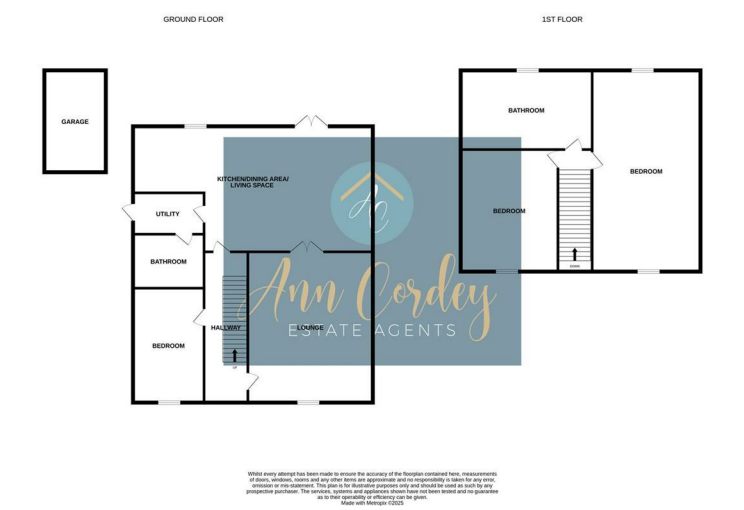 GROUND FLOOR
1ST FLOOR
GARAGE
BATHROOM
BEDROOM
BEDROOM
DOWN
KITCHEN/DINING AREA/
LIVING SPACE
UTILITY
BATHROOM
BEDROOM
HALLWAY
UP
LOUNGE
AC
Ann Cordey
ESTATE AGENTS
Whilst every attempt has been made to ensure the accuracy of the floorplan contained here, measurements
of doors, windows, rooms and any other items are approximate and no responsibility is taken for any error,
omission or mis-statement. This plan is for illustrative purposes only and should be used as such by any
prospective purchaser. The services, systems and appliances shown have not been tested and no guarantee
as to their operability or efficiency can be given.
Made with Metropix ©2025